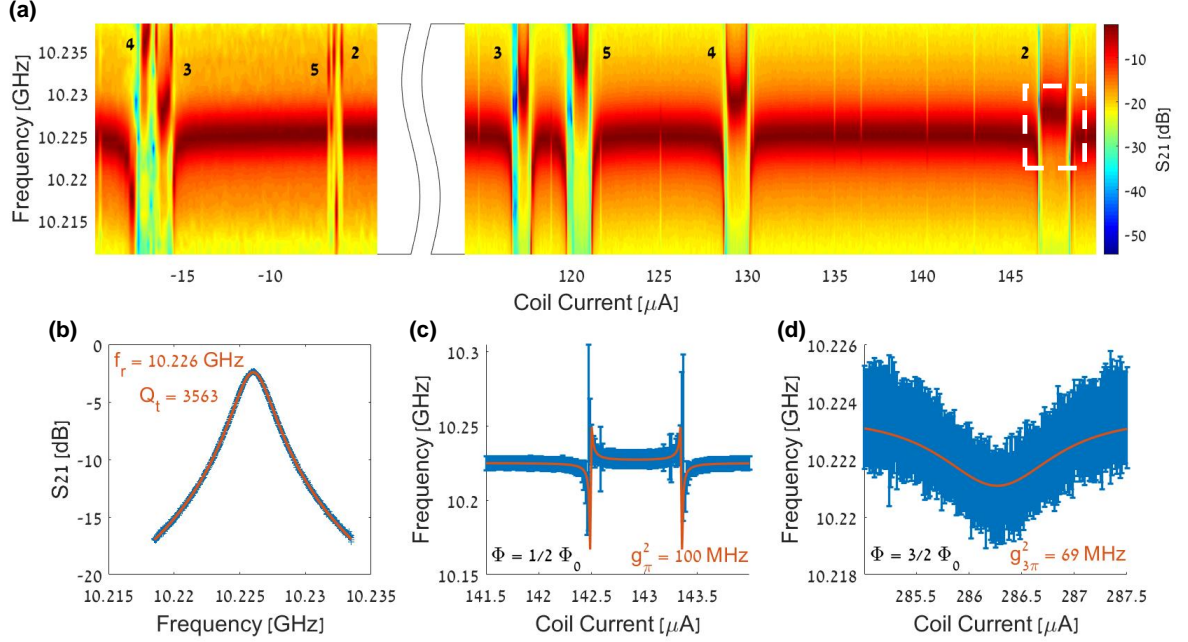 (a)
Frequency [GHz]
10.235
10.23
10.225
10.22
10.215
4 3 5 2 3 5 4 2
-15 -10 120 125 130 135 140 145
Coil Current [μA]
-10
-20
-30
-40
-50
S21 [dB]
(b)
S21 [dB]
0
-5
-10
-15
-20
f_r = 10.226 GHz
Q_t = 3563
10.215 10.22 10.225 10.23 10.235
Frequency [GHz]
(c)
Frequency [GHz]
10.3
10.25
10.2
10.15
Φ = 1/2 Φ_0
g_π^2 = 100 MHz
141.5 142 142.5 143 143.5
Coil Current [μA]
(d)
Frequency [GHz]
10.226
10.224
10.222
10.22
10.218
Φ = 3/2 Φ_0
g_3π^2 = 69 MHz
285.5 286 286.5 287 287.5
Coil Current [μA]